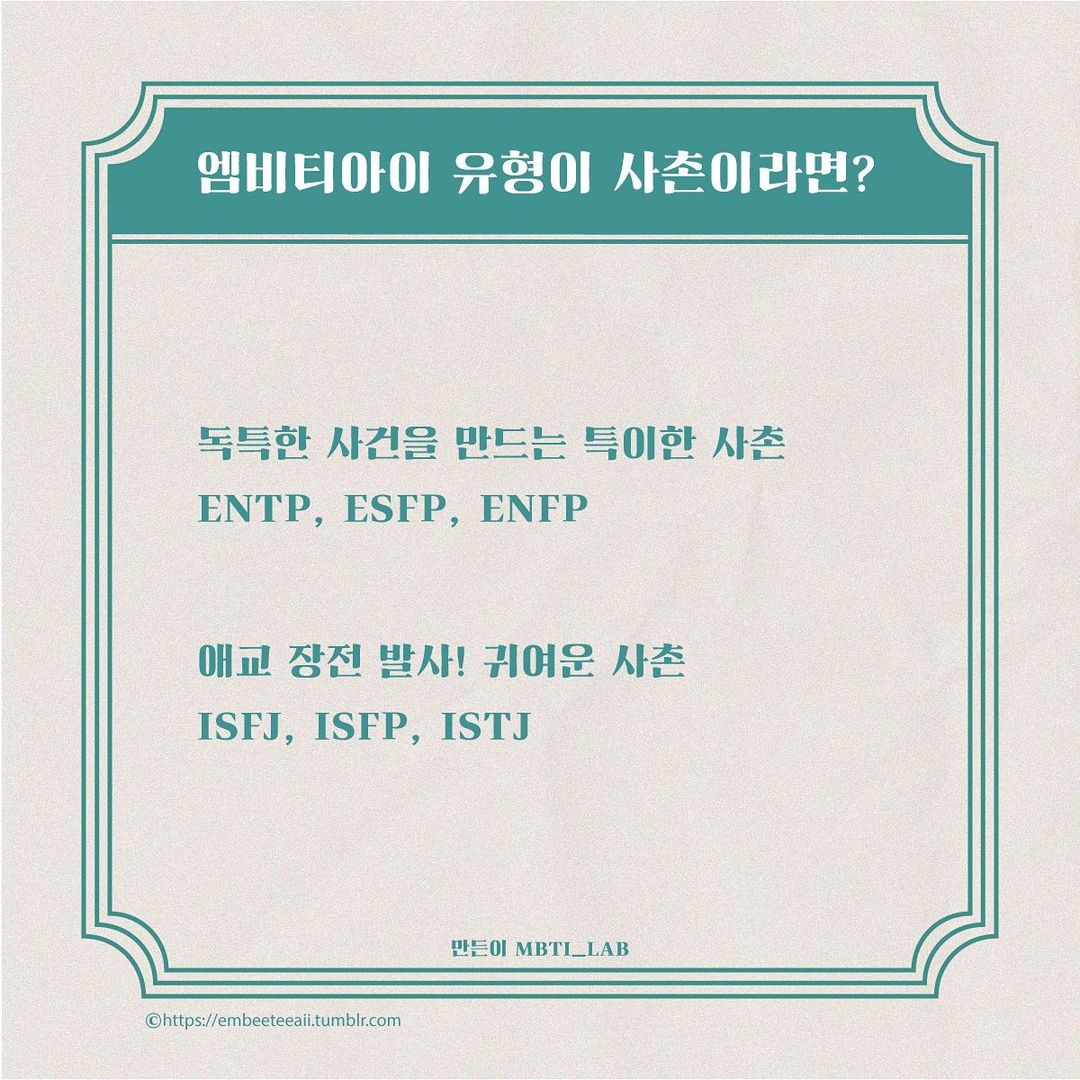 엠비티아이 유형이 사촌이라면?
독특한 사건을 만드는 특이한 사촌
ENTP, ESFP, ENFP
애교 장전 발사! 귀여운 사촌
ISFJ, ISFP, ISTJ
만든이 MBTI_LAB
©https://embeeteeaii.tumblr.com